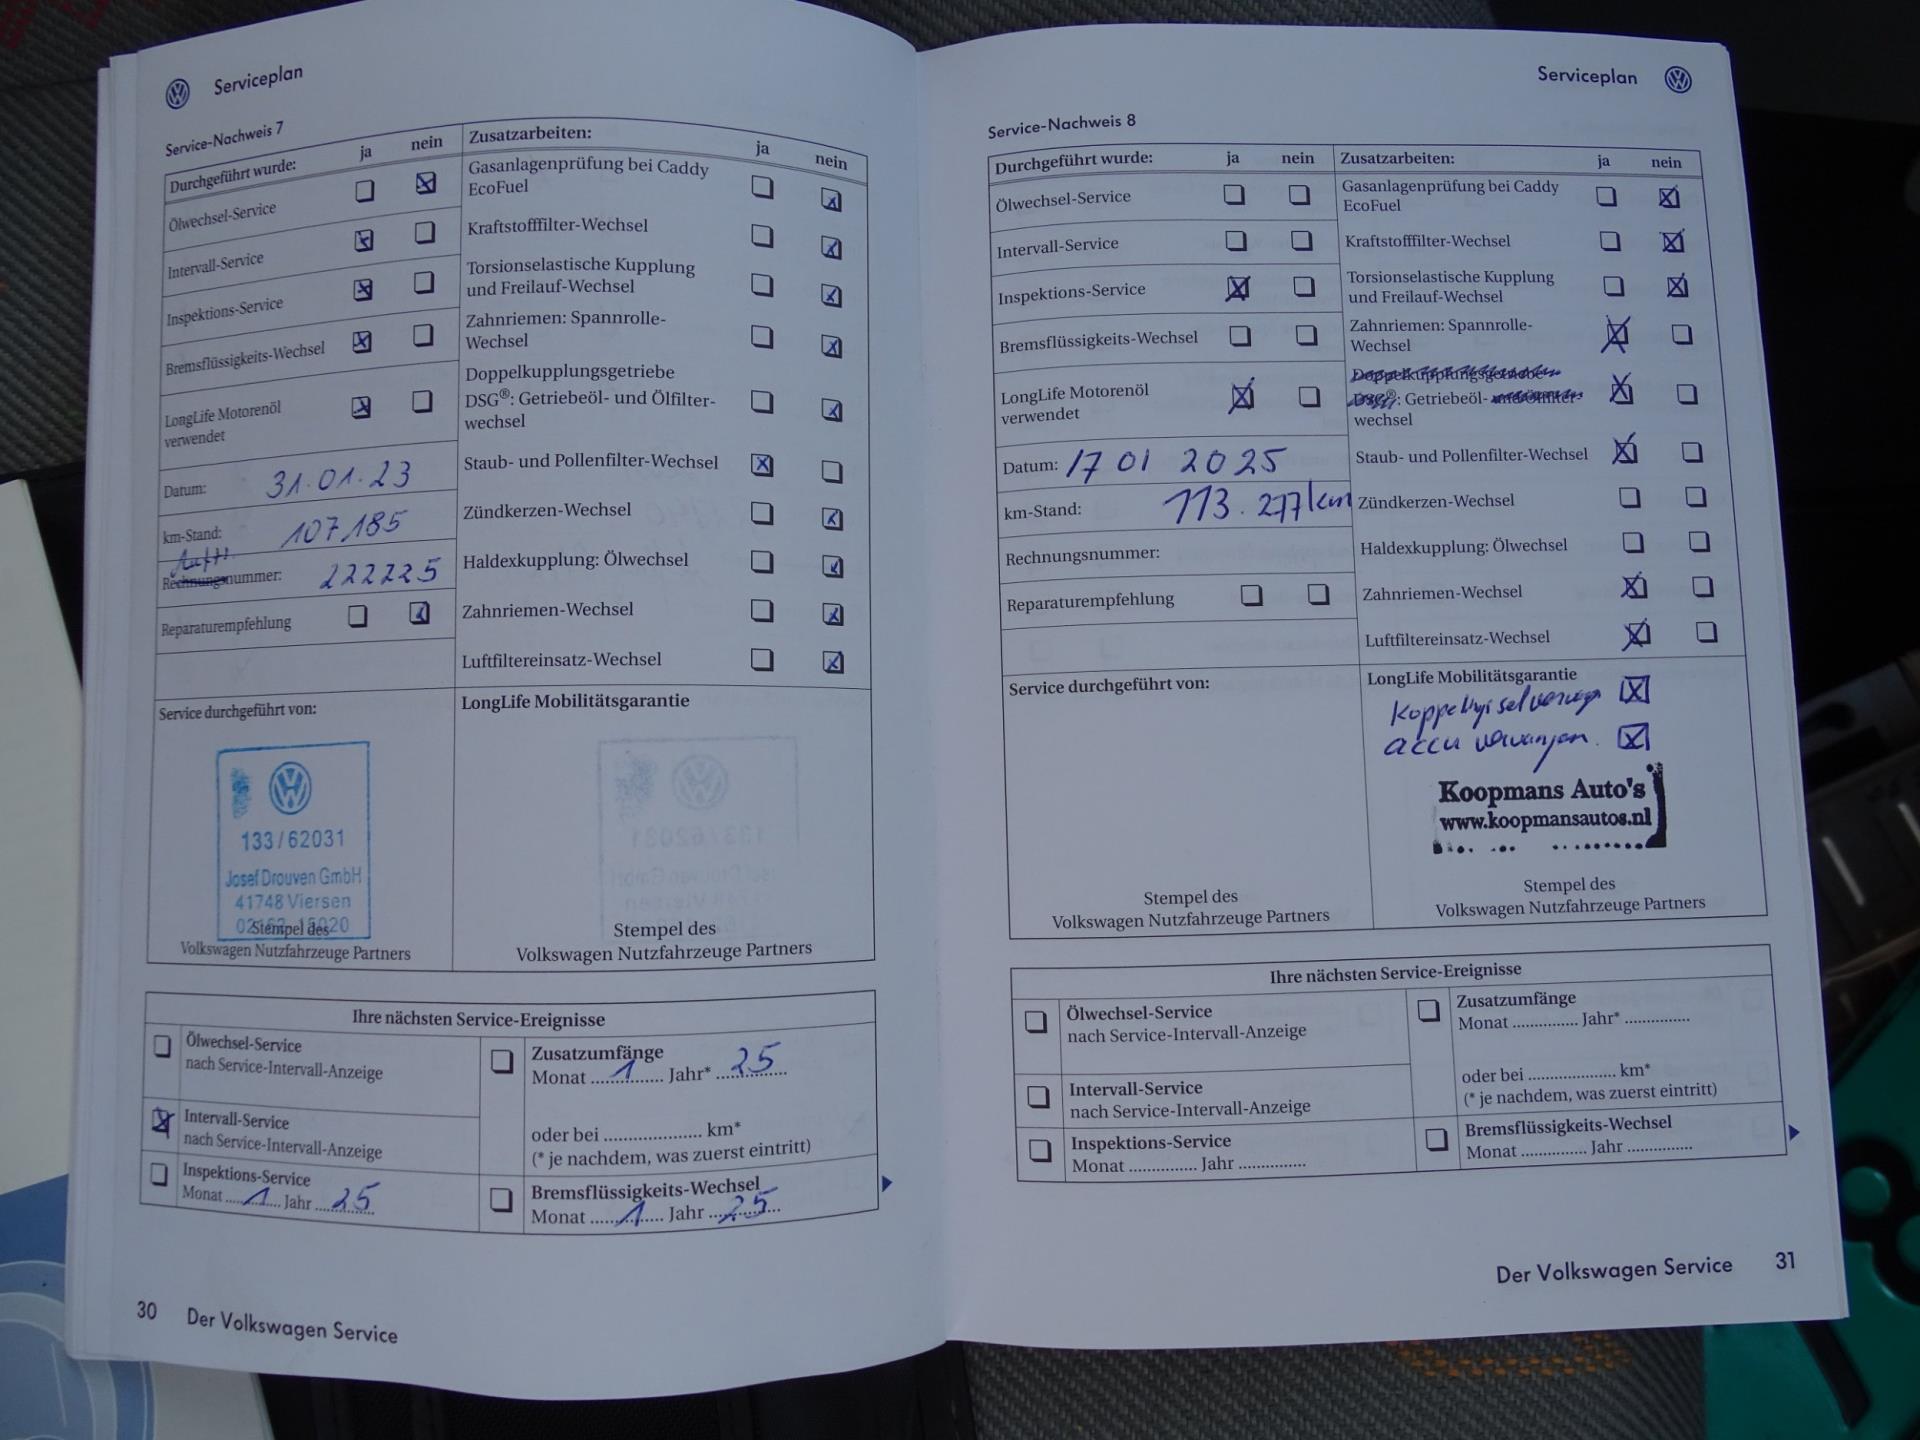 Serviceplan
Service-Nachweis 7
Durchgeführt wurde: ja nein
Ölwechsel-Service
Intervall-Service
Inspektions-Service
Bremsflüssigkeits-Wechsel
LongLife Motorenöl
verwendet
Datum: 31.01.23
km-Stand: 107185
Rechnungsnummer: 222225
Reparaturempfehlung
Zusatzarbeiten: ja nein
Gasanlagenprüfung bei Caddy
EcoFuel
Kraftstofffilter-Wechsel
Torsionselastische Kupplung
und Freilauf-Wechsel
Zahnriemen: Spannrolle-
Wechsel
Doppelkupplungsgetriebe
DSG®: Getriebeöl- und Ölfilter-
wechsel
Staub- und Pollenfilter-Wechsel
Zündkerzen-Wechsel
Haldexkupplung: Ölwechsel
Zahnriemen-Wechsel
Luftfiltereinsatz-Wechsel
Service durchgeführt von:
133/62031
Josef Drouven GmbH
41748 Viersen
Stempel des
Volkswagen Nutzfahrzeuge Partners
LongLife Mobilitätsgarantie
Stempel des
Volkswagen Nutzfahrzeuge Partners
Ihre nächsten Service-Ereignisse
Ölwechsel-Service
nach Service-Intervall-Anzeige
Intervall-Service
nach Service-Intervall-Anzeige
Inspektions-Service
Monat 1 Jahr 25
Zusatzumfänge
Monat 1 Jahr* 25
oder bei .................... km*
(* je nachdem, was zuerst eintritt)
Bremsflüssigkeits-Wechsel
Monat 1 Jahr 25
30 Der Volkswagen Service
Serviceplan
Service-Nachweis 8
Durchgeführt wurde: ja nein
Ölwechsel-Service
Intervall-Service
Inspektions-Service
Bremsflüssigkeits-Wechsel
LongLife Motorenöl
verwendet
Datum: 17 01 2025
km-Stand: 113.277 km
Rechnungsnummer:
Reparaturempfehlung
Zusatzarbeiten: ja nein
Gasanlagenprüfung bei Caddy
EcoFuel
Kraftstofffilter-Wechsel
Torsionselastische Kupplung
und Freilauf-Wechsel
Zahnriemen: Spannrolle-
Wechsel
Doppelkupplungsgetriebe
DSG®: Getriebeöl- und Ölfilter-
wechsel
Staub- und Pollenfilter-Wechsel
Zündkerzen-Wechsel
Haldexkupplung: Ölwechsel
Zahnriemen-Wechsel
Luftfiltereinsatz-Wechsel
Service durchgeführt von:
Stempel des
Volkswagen Nutzfahrzeuge Partners
LongLife Mobilitätsgarantie
accu
Koopmans Auto's
www.koopmansautos.nl
Stempel des
Volkswagen Nutzfahrzeuge Partners
Ihre nächsten Service-Ereignisse
Ölwechsel-Service
nach Service-Intervall-Anzeige
Intervall-Service
nach Service-Intervall-Anzeige
Inspektions-Service
Monat ............... Jahr ...............
Zusatzumfänge
Monat ............... Jahr* ...............
oder bei .................... km*
(* je nachdem, was zuerst eintritt)
Bremsflüssigkeits-Wechsel
Monat ............... Jahr ...............
Der Volkswagen Service 31